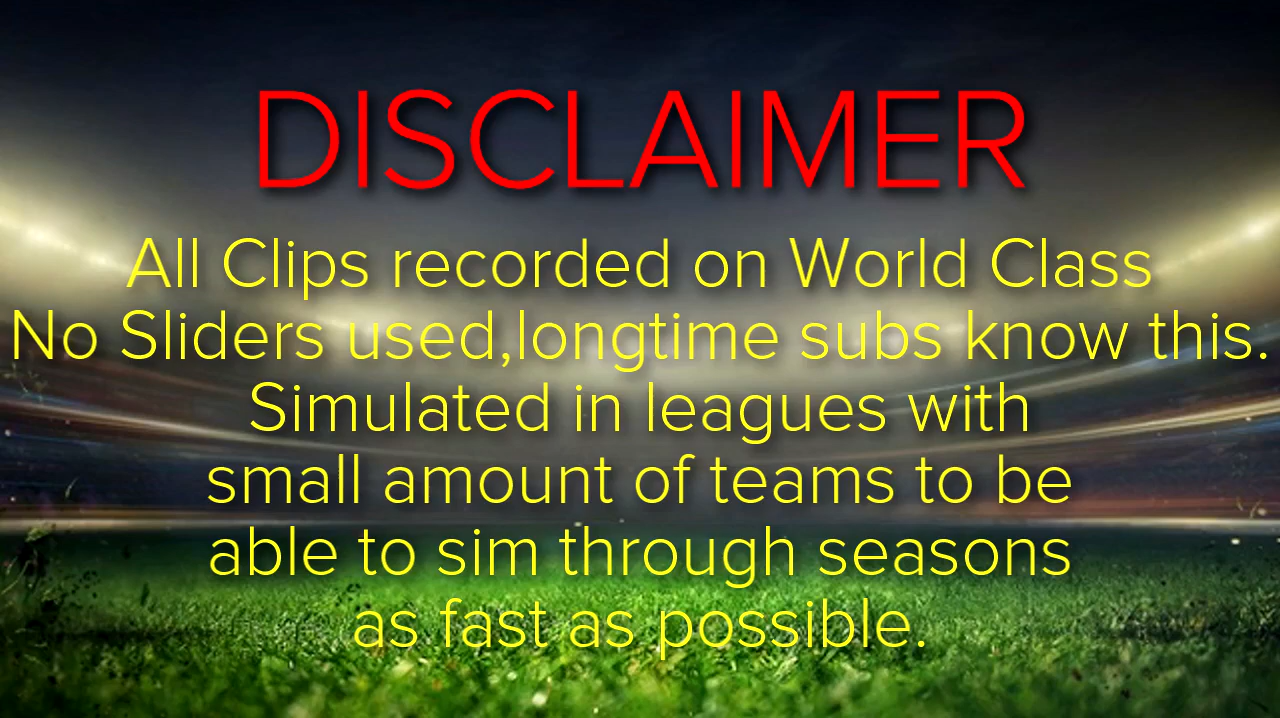 DISCLAIMER
All Clips recorded on World Class
No Sliders used,longtime subs know this.
Simulated in leagues with
small amount of teams to be
able to sim through seasons
as fast as possible.